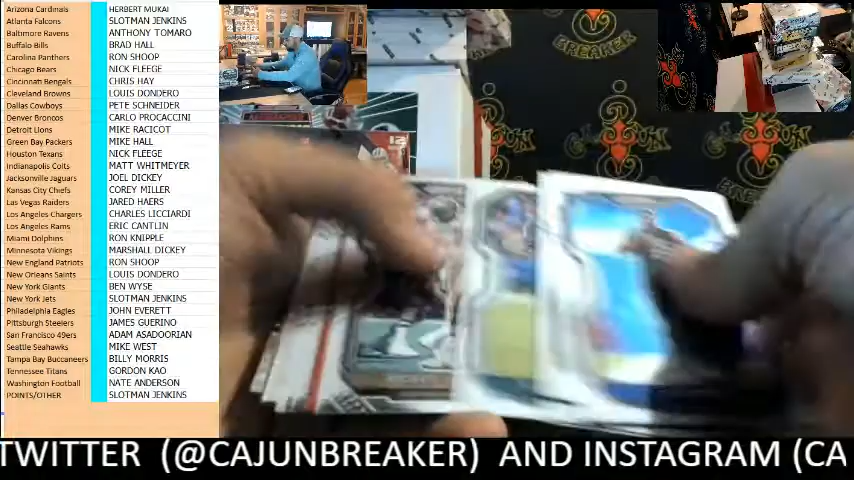 Arizona Cardinals HERBERT MUKAI
Atlanta Falcons SLOTMAN JENKINS
Baltimore Ravens ANTHONY TOMARO
Buffalo Bills BRAD HALL
Carolina Panthers RON SHOOP
Chicago Bears NICK FLEEGE
Cincinnati Bengals CHRIS HAY
Cleveland Browns LOUIS DONDERO
Dallas Cowboys PETE SCHNEIDER
Denver Broncos CARLO PROCACCINI
Detroit Lions MIKE RACICOT
Green Bay Packers MIKE HALL
Houston Texans NICK FLEEGE
Indianapolis Colts MATT WHITMEYER
Jacksonville Jaguars JOEL DICKEY
Kansas City Chiefs COREY MILLER
Las Vegas Raiders JARED HAERS
Los Angeles Chargers CHARLES LICCIARDI
Los Angeles Rams ERIC CANTLIN
Miami Dolphins RON KNIPPLE
Minnesota Vikings MARSHALL DICKEY
New England Patriots RON SHOOP
New Orleans Saints LOUIS DONDERO
New York Giants BEN WYSE
New York Jets SLOTMAN JENKINS
Philadelphia Eagles JOHN EVERETT
Pittsburgh Steelers JAMES GUERINO
San Francisco 49ers ADAM ASADOORIAN
Seattle Seahawks MIKE WEST
Tampa Bay Buccaneers BILLY MORRIS
Tennessee Titans GORDON KAO
Washington Football NATE ANDERSON
POINTS/OTHER SLOTMAN JENKINS
CAJUN
BREAKER
TWITTER (@CAJUNBREAKER) AND INSTAGRAM (CA